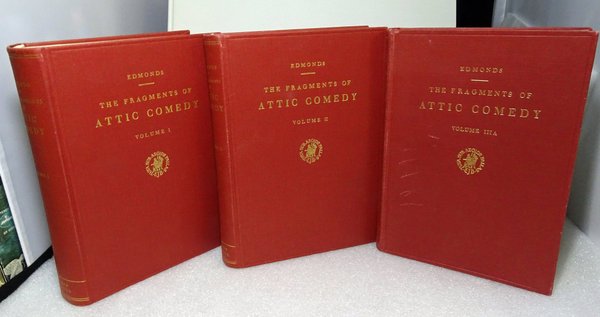 EDMONDS
THE FRAGMENTS OF
ATTIC COMEDY
VOLUME I
EDMONDS
THE FRAGMENTS OF
ATTIC COMEDY
VOLUME II
EDMONDS
THE FRAGMENTS OF
ATTIC COMEDY
VOLUME IIIA